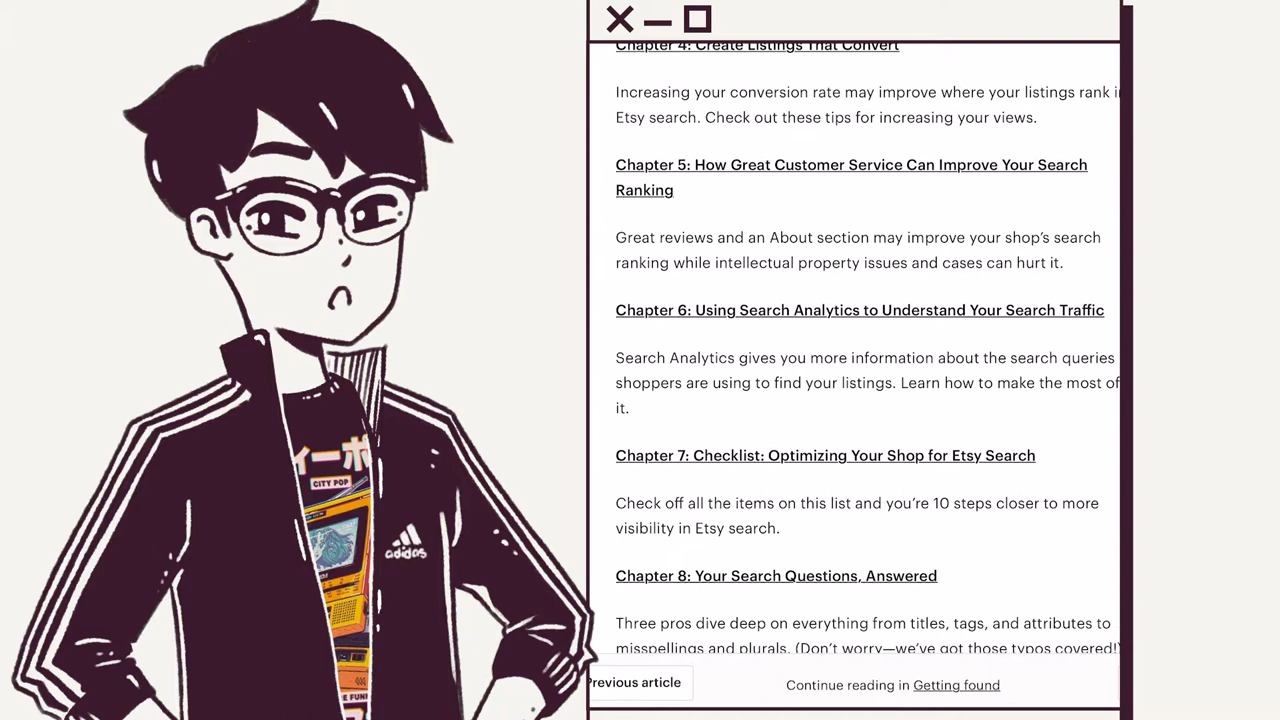 Chapter 4: Create Listings That Convert
Increasing your conversion rate may improve where your listings rank i
Etsy search. Check out these tips for increasing your views.
Chapter 5: How Great Customer Service Can Improve Your Search
Ranking
Great reviews and an About section may improve your shop's search
ranking while intellectual property issues and cases can hurt it.
Chapter 6: Using Search Analytics to Understand Your Search Traffic
Search Analytics gives you more information about the search queries
shoppers are using to find your listings. Learn how to make the most of
it.
Chapter 7: Checklist: Optimizing Your Shop for Etsy Search
Check off all the items on this list and you're 10 steps closer to more
visibility in Etsy search.
Chapter 8: Your Search Questions, Answered
Three pros dive deep on everything from titles, tags, and attributes to
misspellings and plurals. (Don't worry—we've got those typos covered!)
Previous article
Continue reading in Getting found
ィーポ
CITY POP
adidas
E FUN